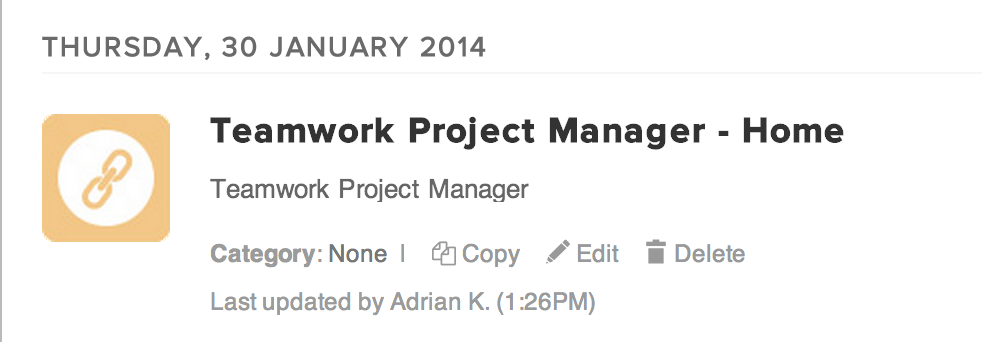 THURSDAY, 30 JANUARY 2014
Teamwork Project Manager - Home
Teamwork Project Manager
Category: None | Copy Edit Delete
Last updated by Adrian K. (1:26PM)